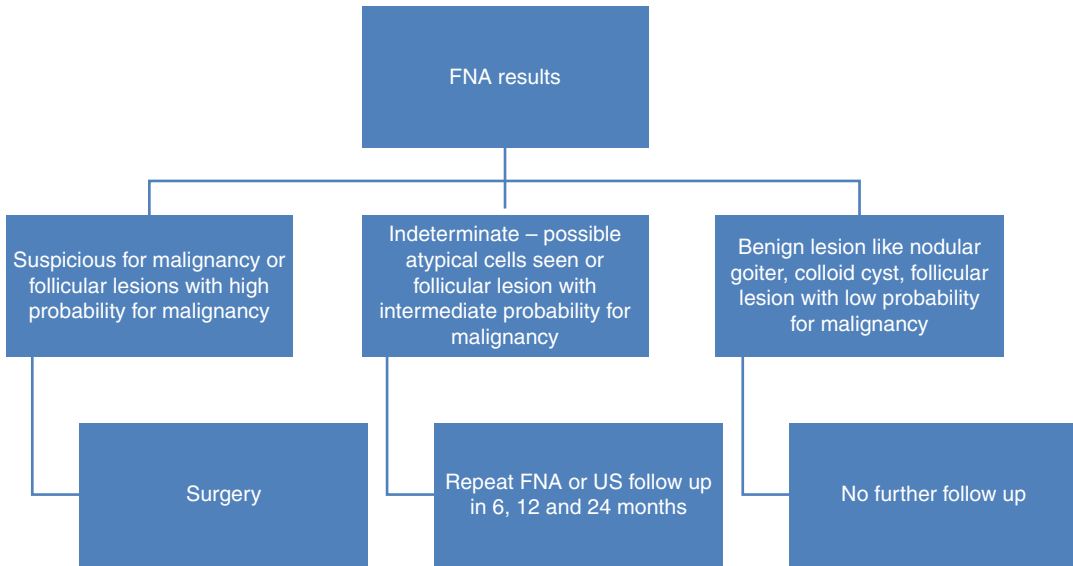 FNA results
Suspicious for malignancy or
follicular lesions with high
probability for malignancy
Indeterminate – possible
atypical cells seen or
follicular lesion with
intermediate probability for
malignancy
Benign lesion like nodular
goiter, colloid cyst, follicular
lesion with low probability
for malignancy
Surgery
Repeat FNA or US follow up
in 6, 12 and 24 months
No further follow up